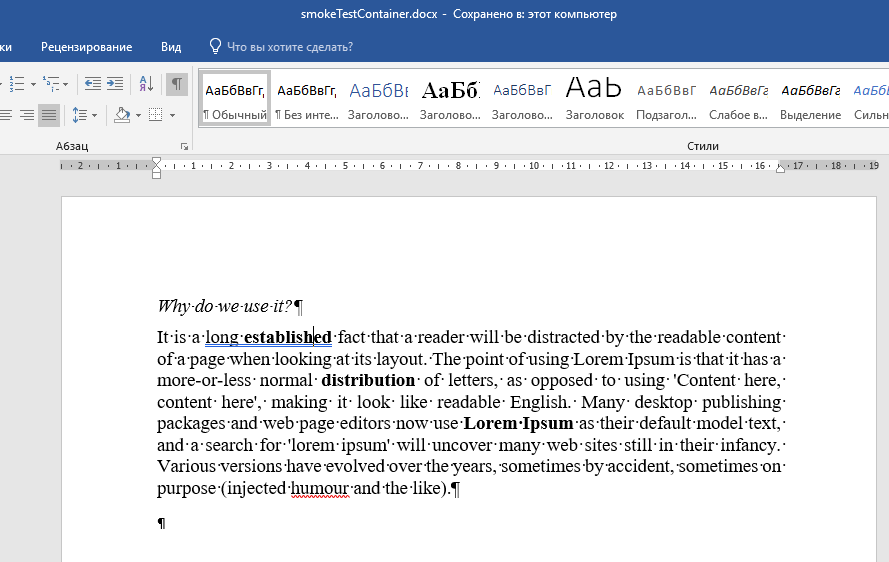 smokeTestContainer.docx - Сохранено в: этот компьютер
ки Рецензирование Вид Что вы хотите сделать?
АаБбВвГг, АаБбВвГг, АаБбВв АаБбВ АаБбВвГ АаЬ АаБбВвГ АаБбВвГг АаБбВвГг АаБбВ
¶ Обычный ¶ Без инте... Заголово... Заголово... Заголово... Заголовок Подзагол... Слабое в... Выделение Сильн
Абзац Стили
2 1 1 2 3 4 5 6 7 8 9 10 11 12 13 14 15 16 17 18 19
Why do we use it?¶
It is a long established fact that a reader will be distracted by the readable content
of a page when looking at its layout. The point of using Lorem Ipsum is that it has a
more-or-less normal distribution of letters, as opposed to using 'Content here,
content here', making it look like readable English. Many desktop publishing
packages and web page editors now use Lorem Ipsum as their default model text,
and a search for 'lorem ipsum' will uncover many web sites still in their infancy.
Various versions have evolved over the years, sometimes by accident, sometimes on
purpose (injected humour and the like).¶
¶